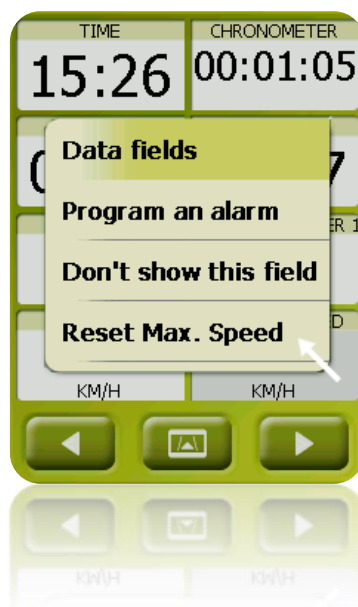 TIME CHRONOMETER
15:26 00:01:05
Data fields
Program an alarm
Don't show this field
Reset Max. Speed
KM/H KM/H